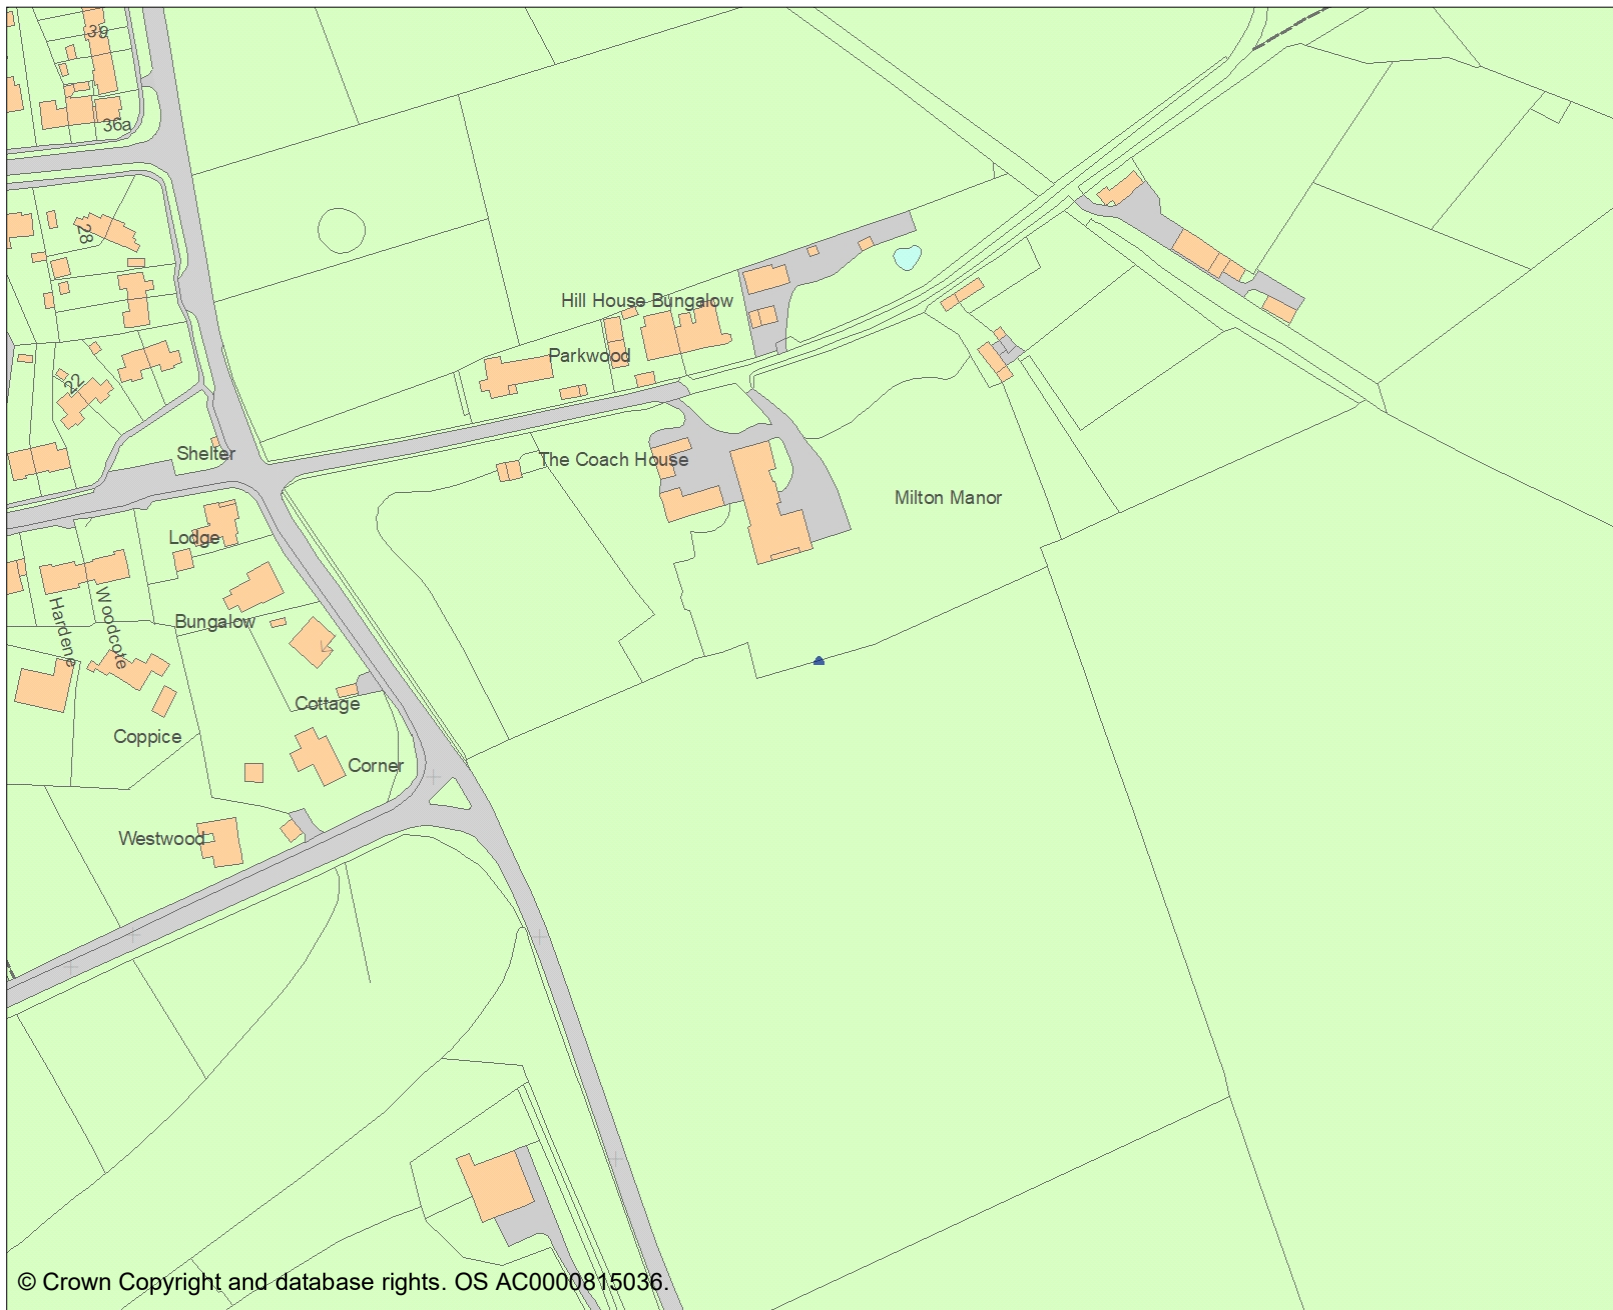 39
36a
28
Hill House Bungalow
Parkwood
22
Shelter
The Coach House
Milton Manor
Lodge
Hardene
Woodcote
Bungalow
Cottage
Coppice
Corner
Westwood
© Crown Copyright and database rights. OS AC0000815036.